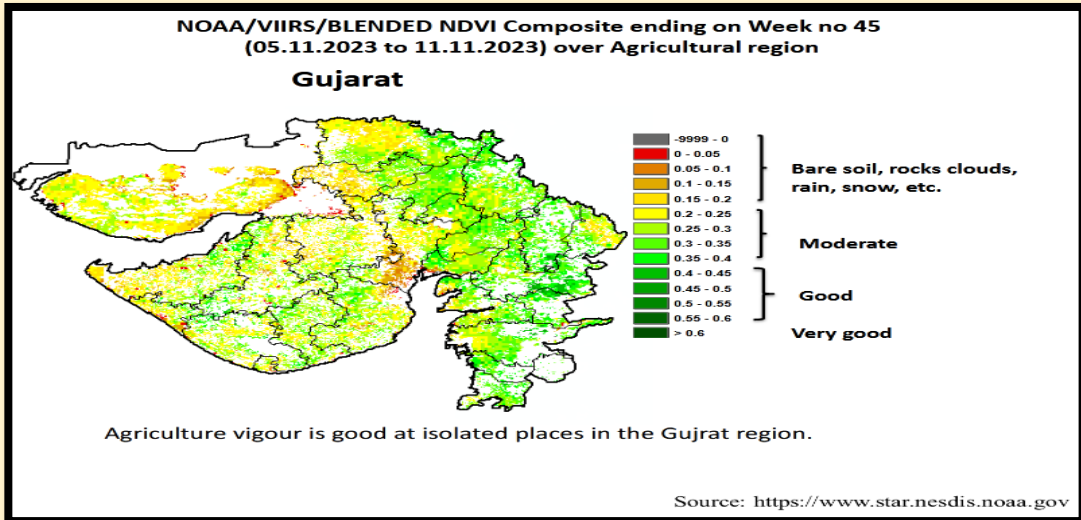 NOAA/VIIRS/BLENDED NDVI Composite ending on Week no 45
(05.11.2023 to 11.11.2023) over Agricultural region
Gujarat
-9999 - 0
0 - 0.05
0.05 - 0.1
0.1 - 0.15
0.15 - 0.2
0.2 - 0.25
0.25 - 0.3
0.3 - 0.35
0.35 - 0.4
0.4 - 0.45
0.45 - 0.5
0.5 - 0.55
0.55 - 0.6
> 0.6
Bare soil, rocks clouds,
rain, snow, etc.
Moderate
Good
Very good
Agriculture vigour is good at isolated places in the Gujrat region.
Source: https://www.star.nesdis.noaa.gov